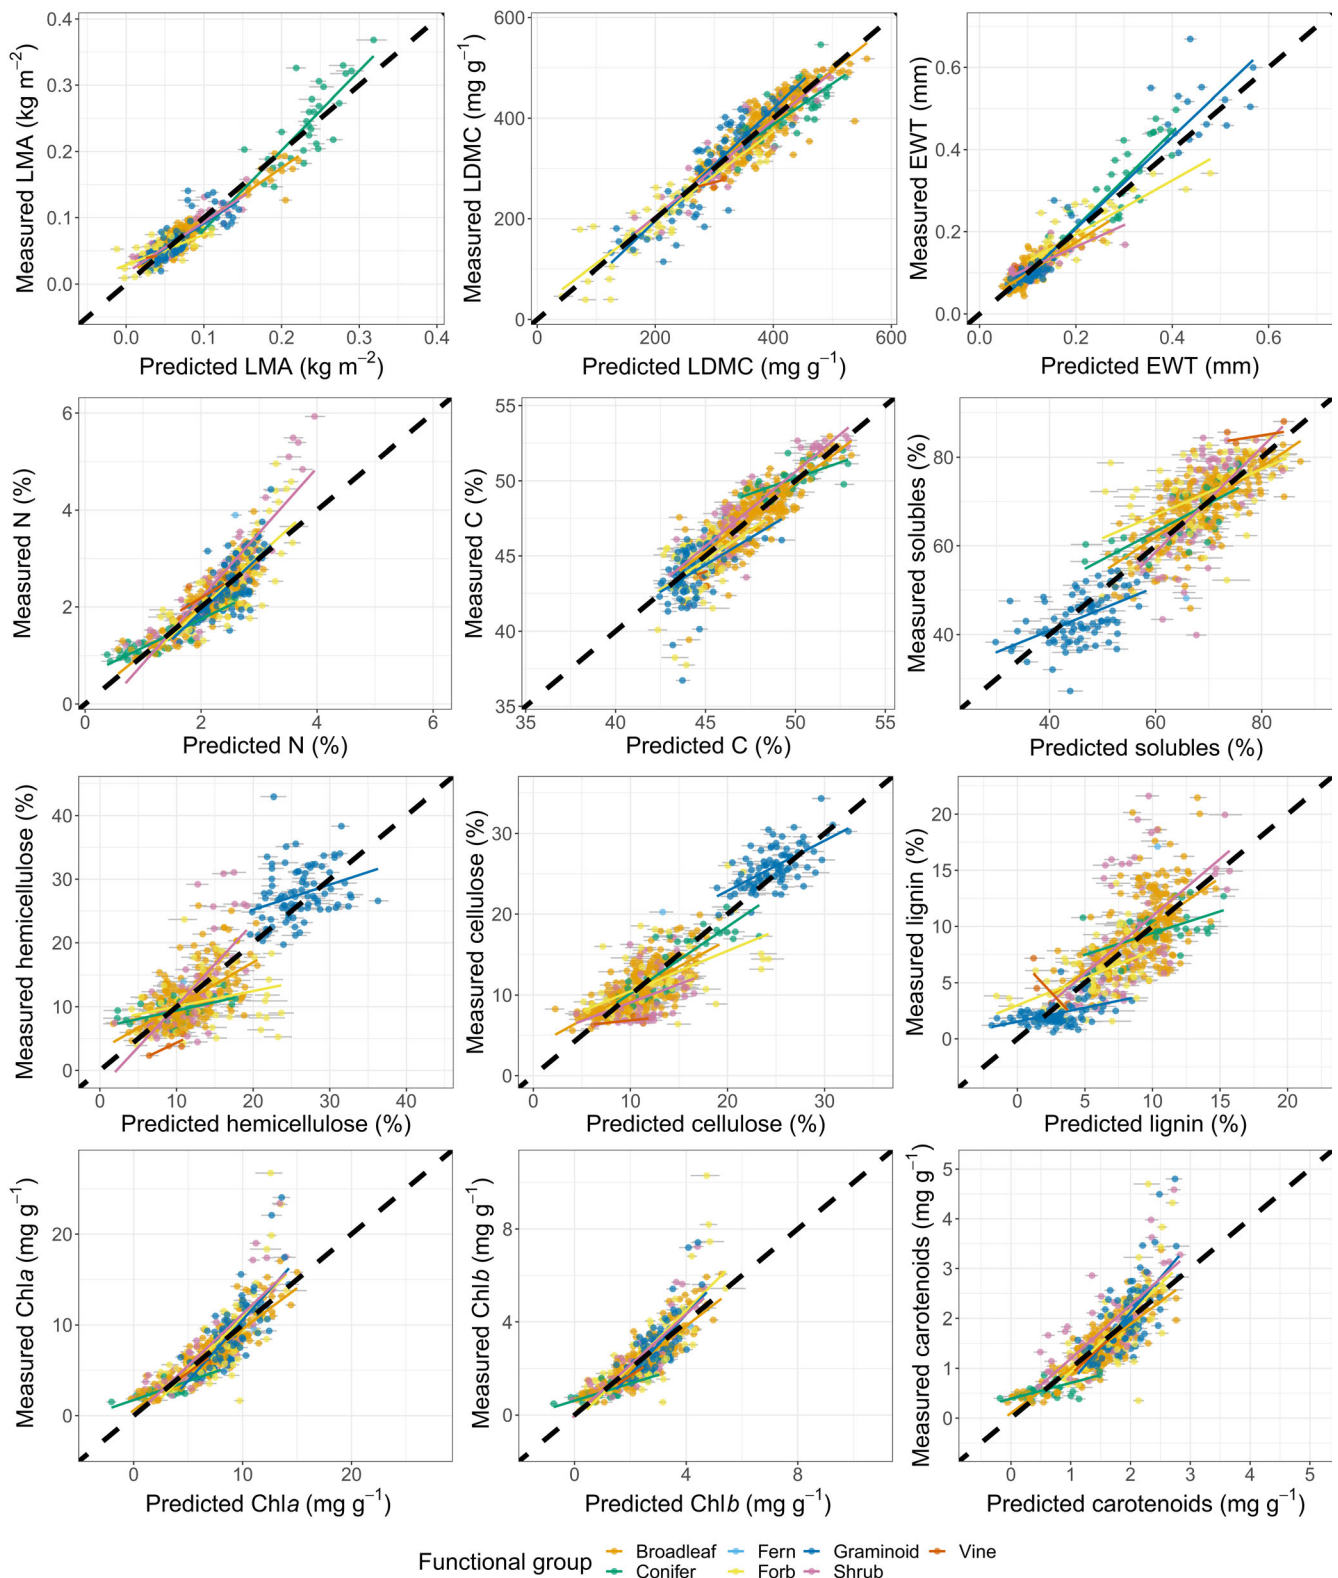 0.4
0.3
0.2
0.1
0.0
Measured LMA (kg m⁻²)
0.0 0.1 0.2 0.3 0.4
Predicted LMA (kg m⁻²)
600
400
200
0
Measured LDMC (mg g⁻¹)
0 200 400 600
Predicted LDMC (mg g⁻¹)
0.6
0.4
0.2
0.0
Measured EWT (mm)
0.0 0.2 0.4 0.6
Predicted EWT (mm)
6
4
2
0
Measured N (%)
0 2 4 6
Predicted N (%)
55
50
45
40
35
Measured C (%)
35 40 45 50 55
Predicted C (%)
80
60
40
Measured solubles (%)
40 60 80
Predicted solubles (%)
40
30
20
10
0
Measured hemicellulose (%)
0 10 20 30 40
Predicted hemicellulose (%)
30
20
10
0
Measured cellulose (%)
0 10 20 30
Predicted cellulose (%)
20
15
10
5
0
Measured lignin (%)
0 5 10 15 20
Predicted lignin (%)
20
10
0
Measured Chla (mg g⁻¹)
0 10 20
Predicted Chla (mg g⁻¹)
8
4
0
Measured Chlb (mg g⁻¹)
0 4 8
Predicted Chlb (mg g⁻¹)
5
4
3
2
1
0
Measured carotenoids (mg g⁻¹)
0 1 2 3 4 5
Predicted carotenoids (mg g⁻¹)
Functional group
Broadleaf Fern Graminoid Vine
Conifer Forb Shrub